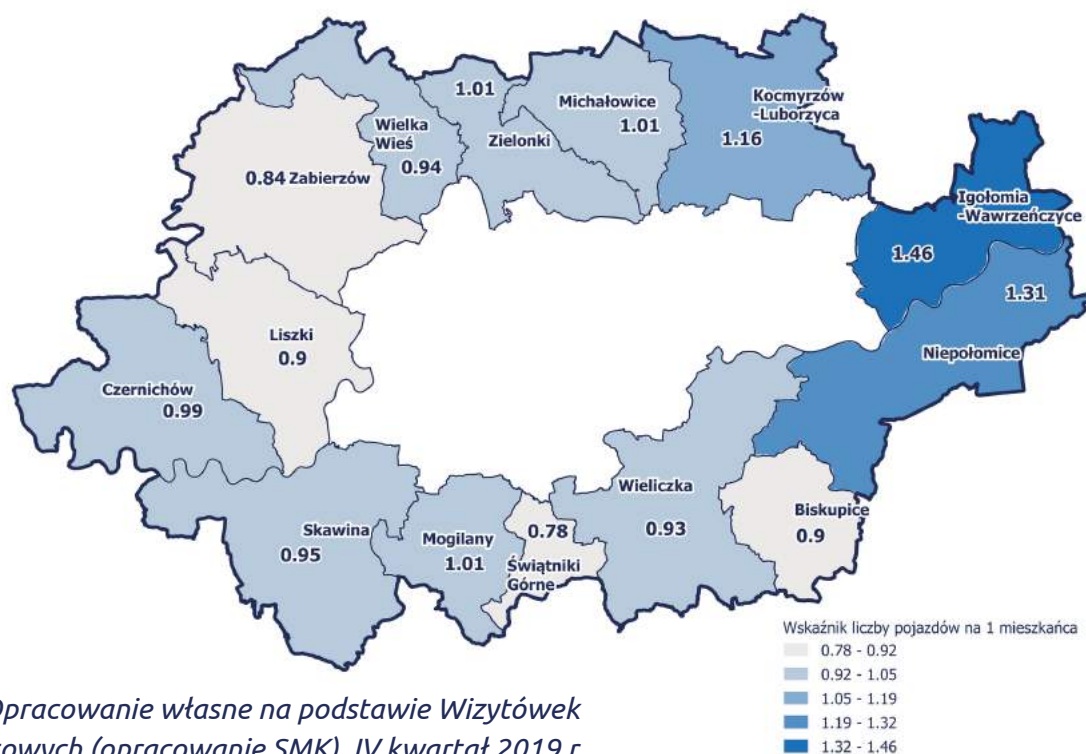 1.01
Michałowice
1.01
Kocmyrzów
-Luborzyca
1.16
Wielka
Wieś
0.94
Zielonki
0.84 Zabierzów
Igołomia
-Wawrzeńczyce
1.46
1.31
Niepołomice
Liszki
0.9
Czernichów
0.99
Wieliczka
0.93
Biskupice
0.9
Skawina
0.95
Mogilany
1.01
0.78
Świątniki
Górne
Wskaźnik liczby pojazdów na 1 mieszkańca
0.78 - 0.92
0.92 - 1.05
1.05 - 1.19
1.19 - 1.32
1.32 - 1.46
Opracowanie własne na podstawie Wizytówek
(opracowanie SMK), IV kwartał 2019 r